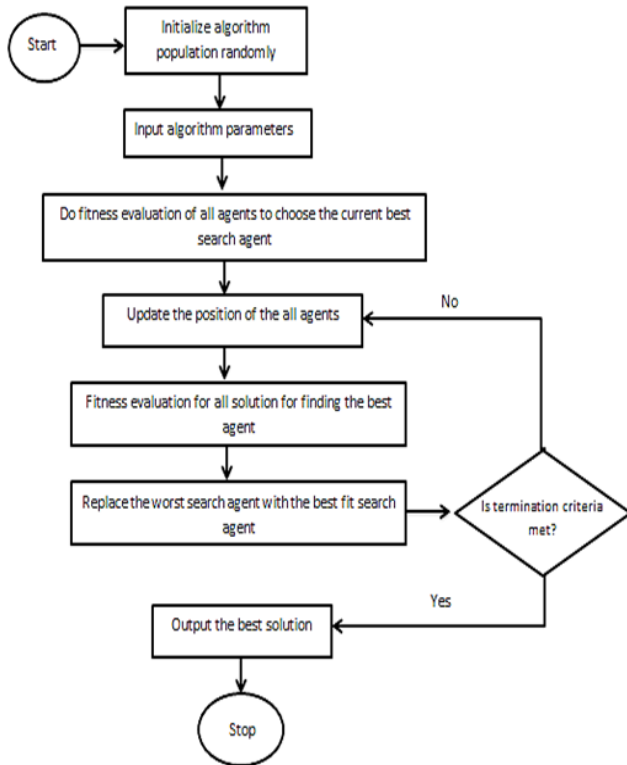 Start
Initialize algorithm
population randomly
Input algorithm parameters
Do fitness evaluation of all agents to choose the current best
search agent
Update the position of the all agents
No
Fitness evaluation for all solution for finding the best
agent
Replace the worst search agent with the best fit search
agent
Is termination criteria
met?
Yes
Output the best solution
Stop